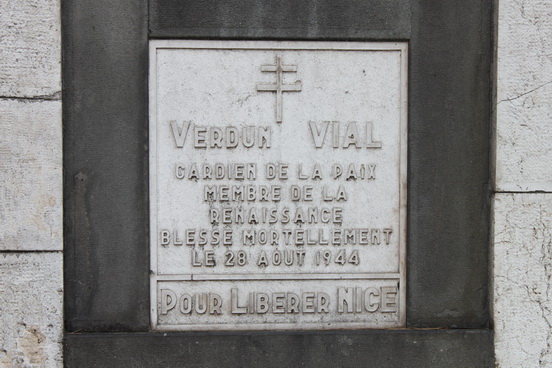 VERDUN VIAL
GARDIEN DE LA PAIX
MEMBRE DE LA
RENAISSANCE
BLESSE MORTELLEMENT
LE 28 AOUT 1944
POUR LIBERER NICE